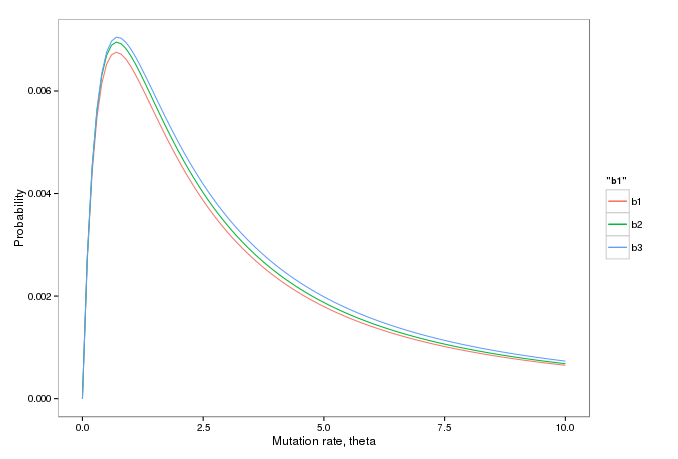 0.006
0.004
0.002
0.000
Probability
0.0
2.5
5.0
7.5
10.0
Mutation rate, theta
"b1"
b1
b2
b3